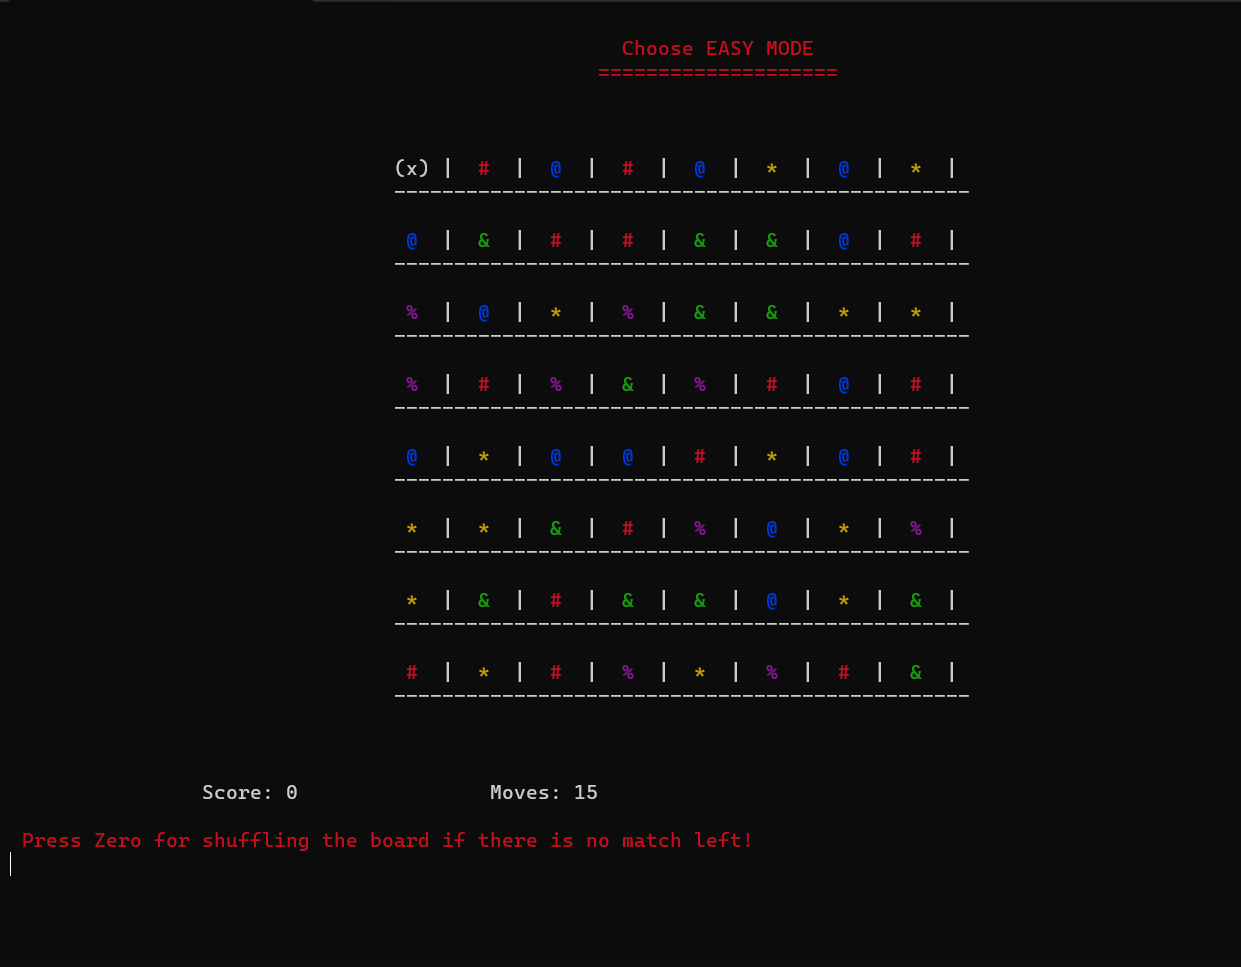 Choose EASY MODE
====================
(x) | # | @ | # | @ | * | @ | * |
------------------------------------------------
@ | & | # | # | & | & | @ | # |
------------------------------------------------
% | @ | * | % | & | & | * | * |
------------------------------------------------
% | # | % | & | % | # | @ | # |
------------------------------------------------
@ | * | @ | @ | # | * | @ | # |
------------------------------------------------
* | * | & | # | % | @ | * | % |
------------------------------------------------
* | & | # | & | & | @ | * | & |
------------------------------------------------
# | * | # | % | * | % | # | & |
------------------------------------------------
Score: 0 Moves: 15
Press Zero for shuffling the board if there is no match left!